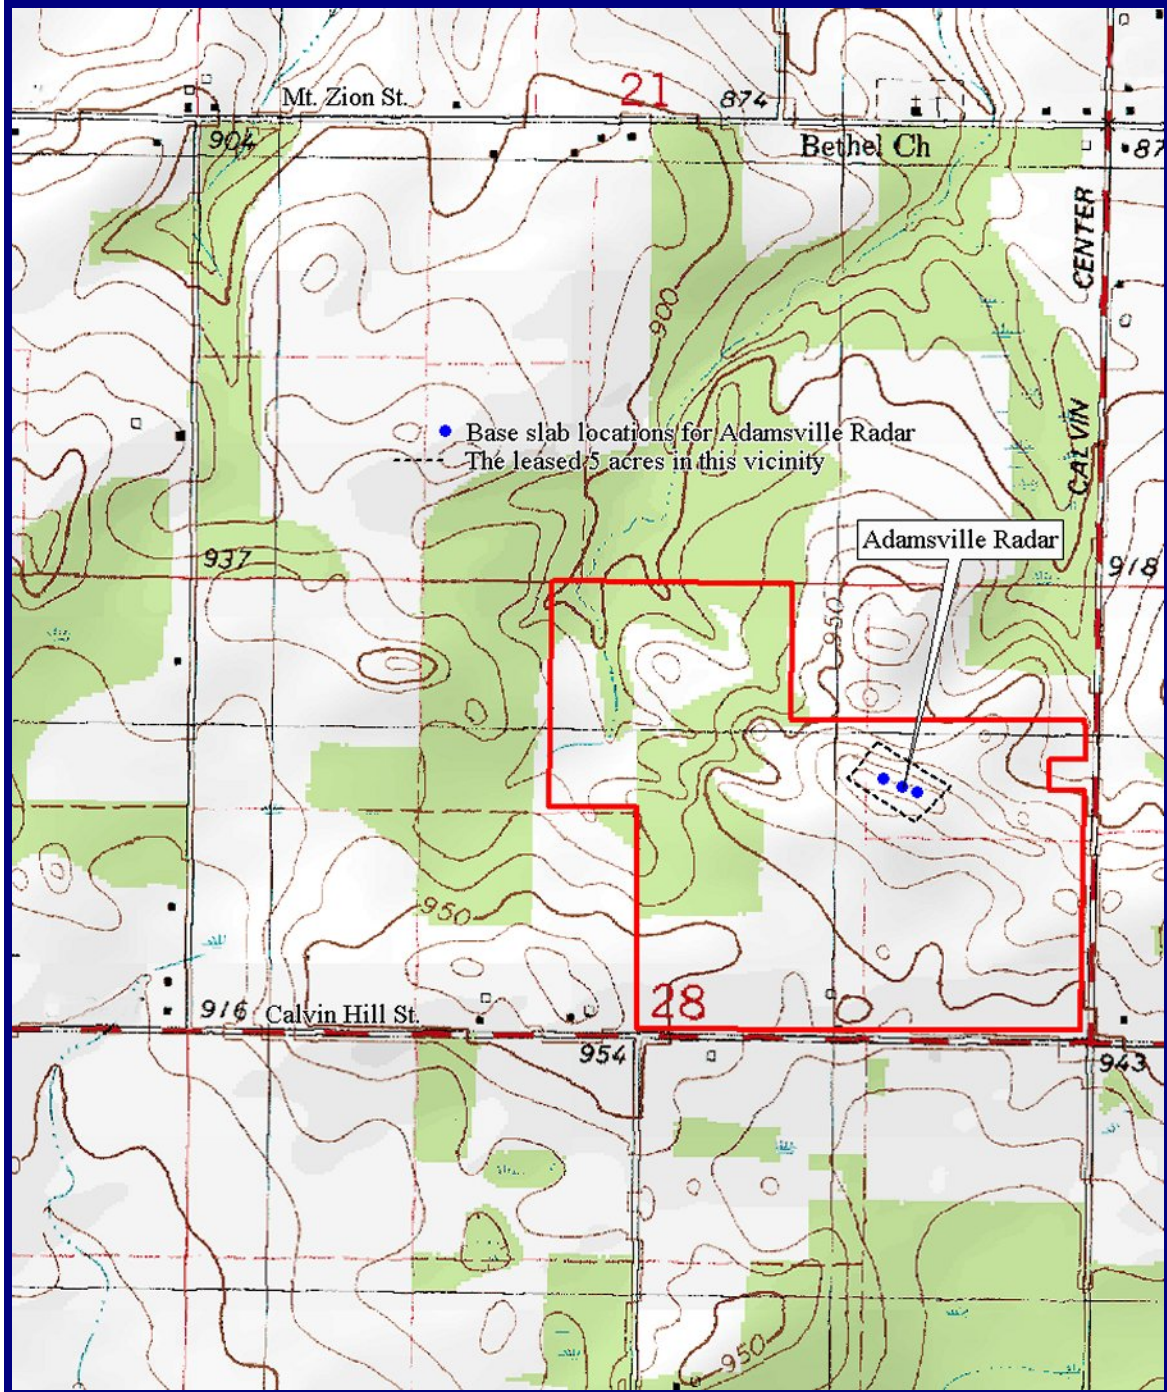 21
Mt. Zion St.
874
904
Bethel Ch
CENTER
900
CALVIN
Base slab locations for Adamsville Radar
The leased 5 acres in this vicinity
Adamsville Radar
937
918
950
950
916
Calvin Hill St.
28
954
943
950